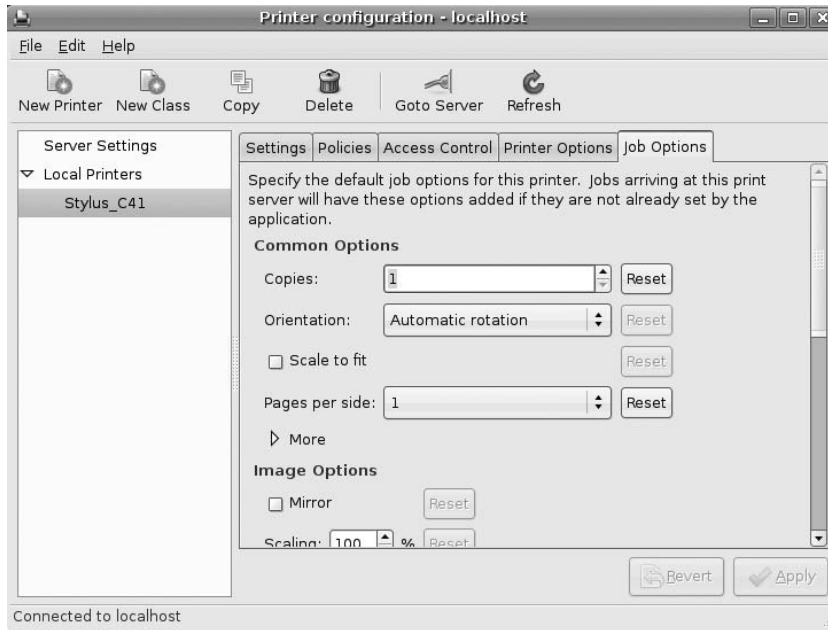 Printer configuration - localhost
File Edit Help
New Printer New Class Copy Delete Goto Server Refresh
Server Settings
Local Printers
Stylus_C41
Settings Policies Access Control Printer Options Job Options
Specify the default job options for this printer. Jobs arriving at this print
server will have these options added if they are not already set by the
application.
Common Options
Copies: 1 Reset
Orientation: Automatic rotation Reset
Scale to fit Reset
Pages per side: 1 Reset
More
Image Options
Mirror Reset
Scaling: 100 % Reset
Revert Apply
Connected to localhost